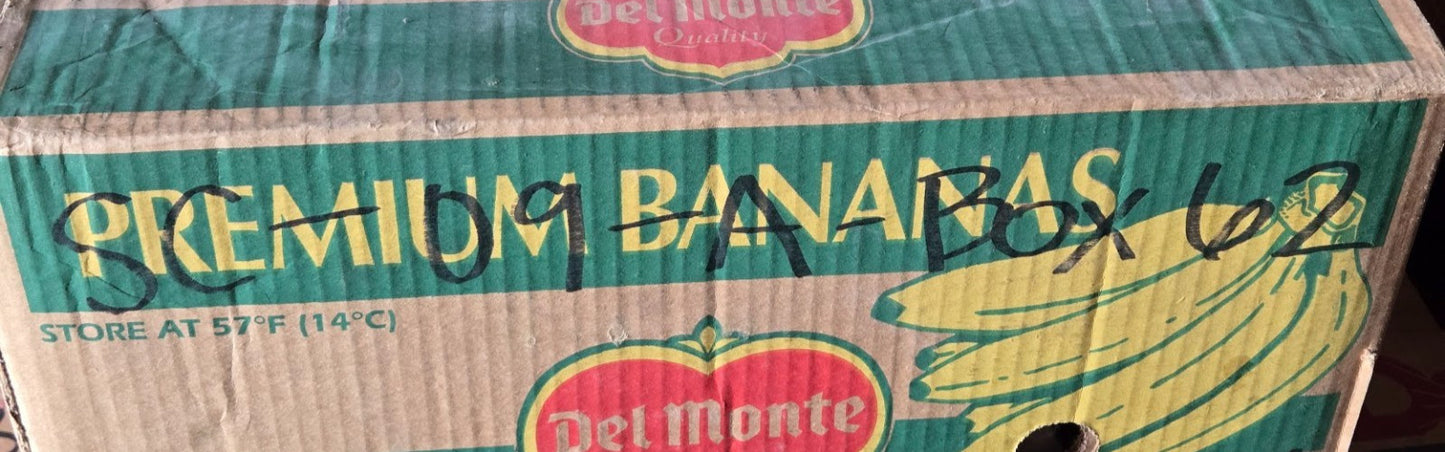 Del Monte
Quality
PREMIUM BANANAS
SC-09-A-Box 62
STORE AT 57°F (14°C)
Del Monte